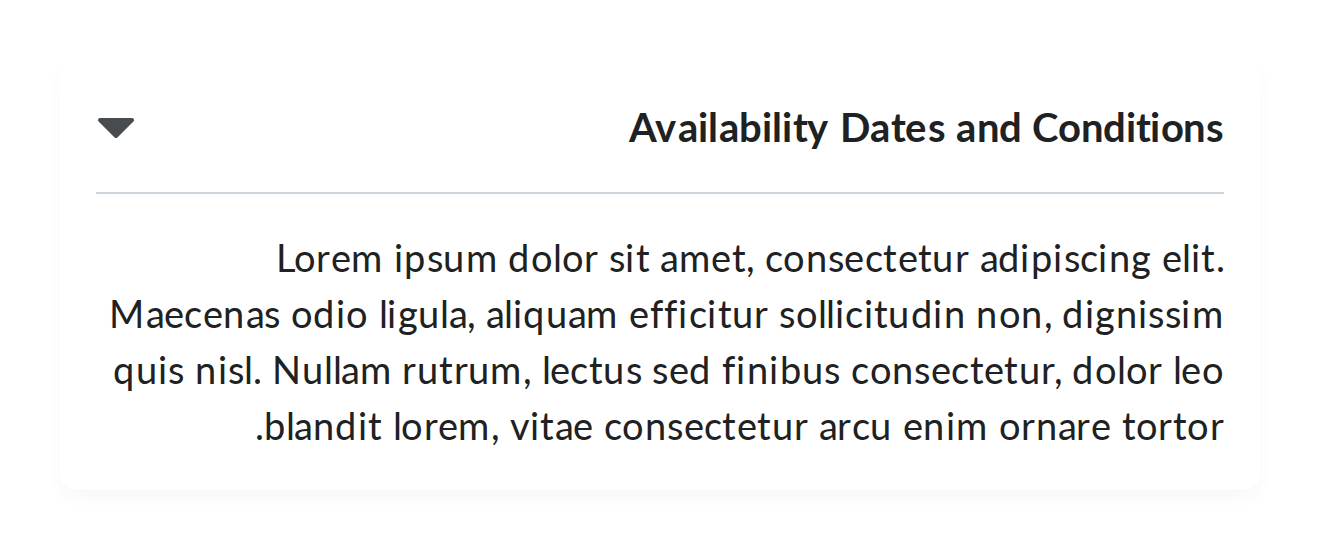 Availability Dates and Conditions
Lorem ipsum dolor sit amet, consectetur adipiscing elit.
Maecenas odio ligula, aliquam efficitur sollicitudin non, dignissim
quis nisl. Nullam rutrum, lectus sed finibus consectetur, dolor leo
.blandit lorem, vitae consectetur arcu enim ornare tortor